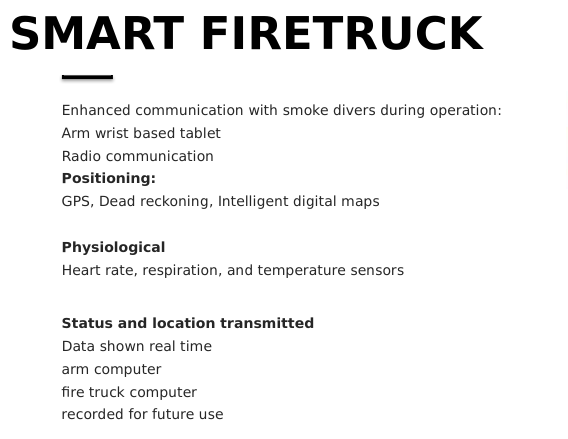 SMART FIRETRUCK
Enhanced communication with smoke divers during operation:
Arm wrist based tablet
Radio communication
Positioning:
GPS, Dead reckoning, Intelligent digital maps
Physiological
Heart rate, respiration, and temperature sensors
Status and location transmitted
Data shown real time
arm computer
fire truck computer
recorded for future use